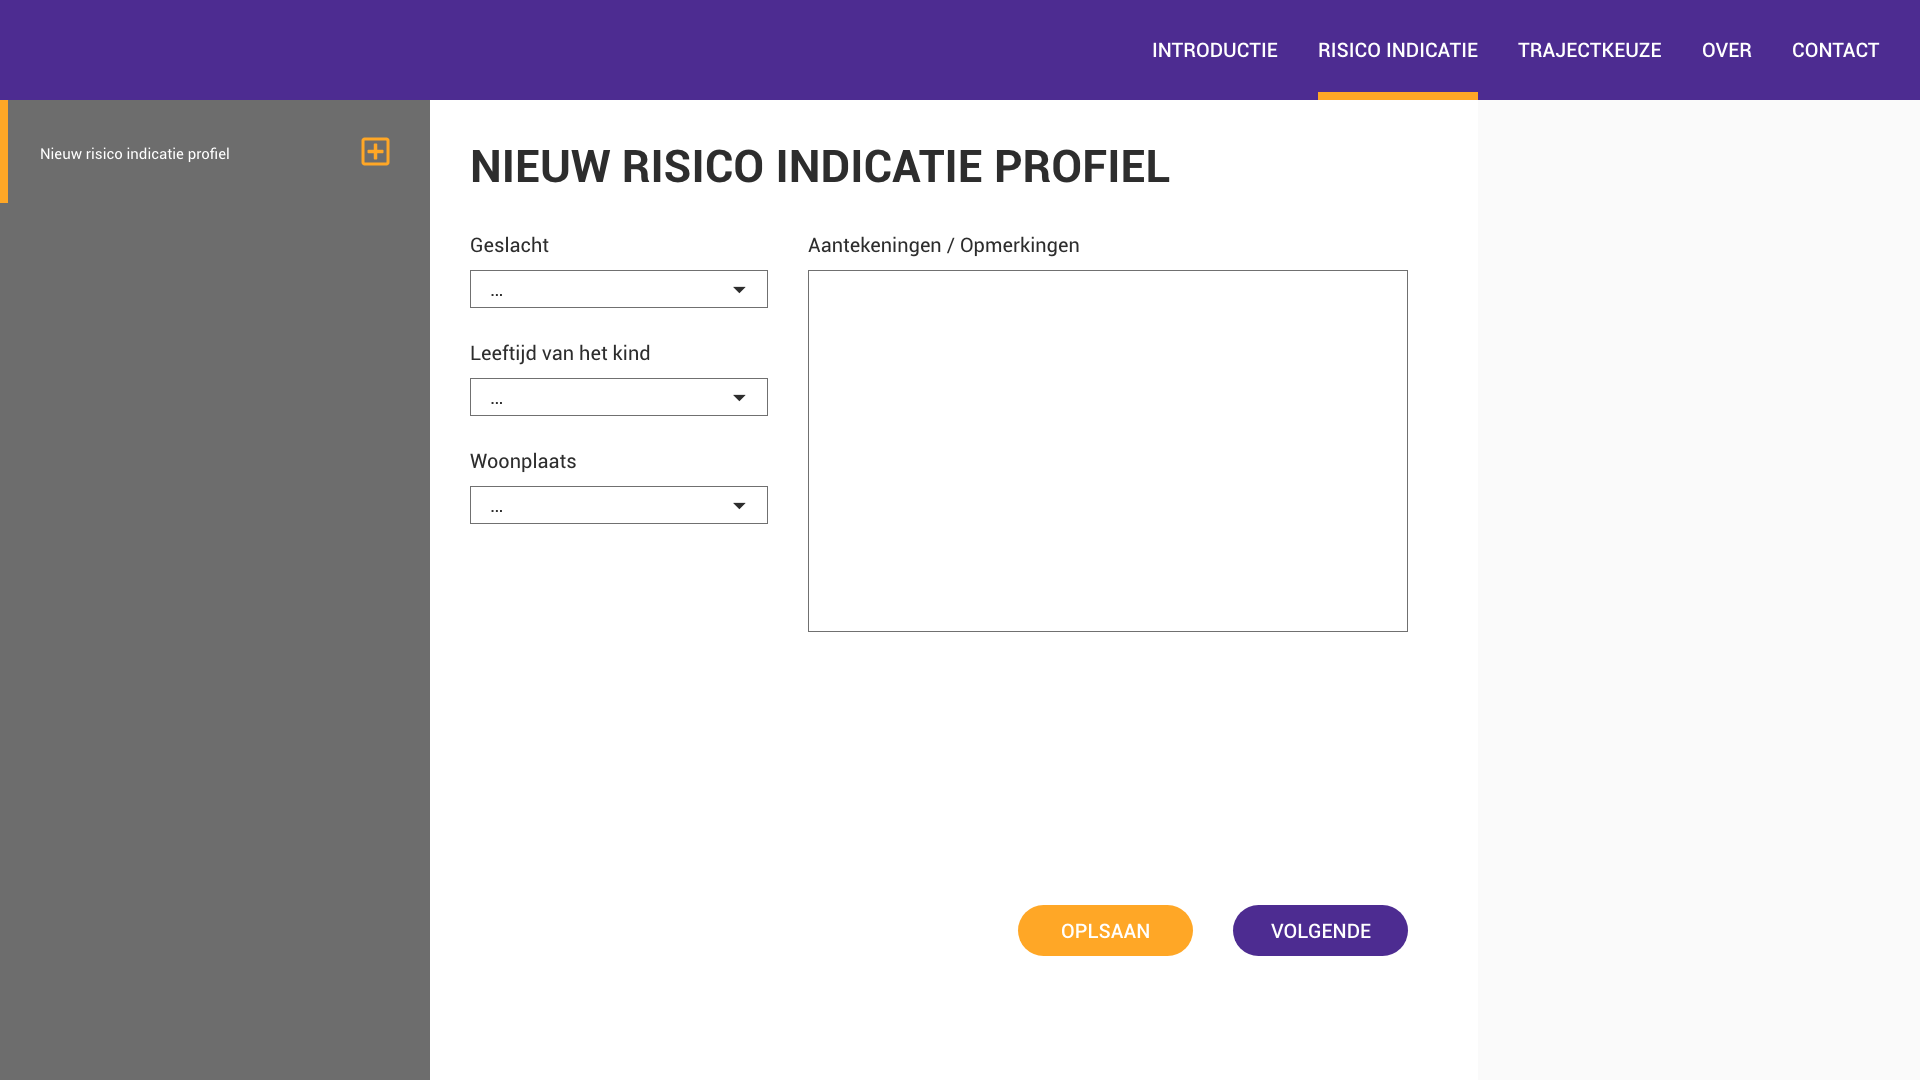 INTRODUCTIE
RISICO INDICATIE
TRAJECTKEUZE
OVER
CONTACT
Nieuw risico indicatie profiel
NIEUW RISICO INDICATIE PROFIEL
Geslacht
...
Leeftijd van het kind
...
Woonplaats
...
Aantekeningen / Opmerkingen
OPLSAAN
VOLGENDE